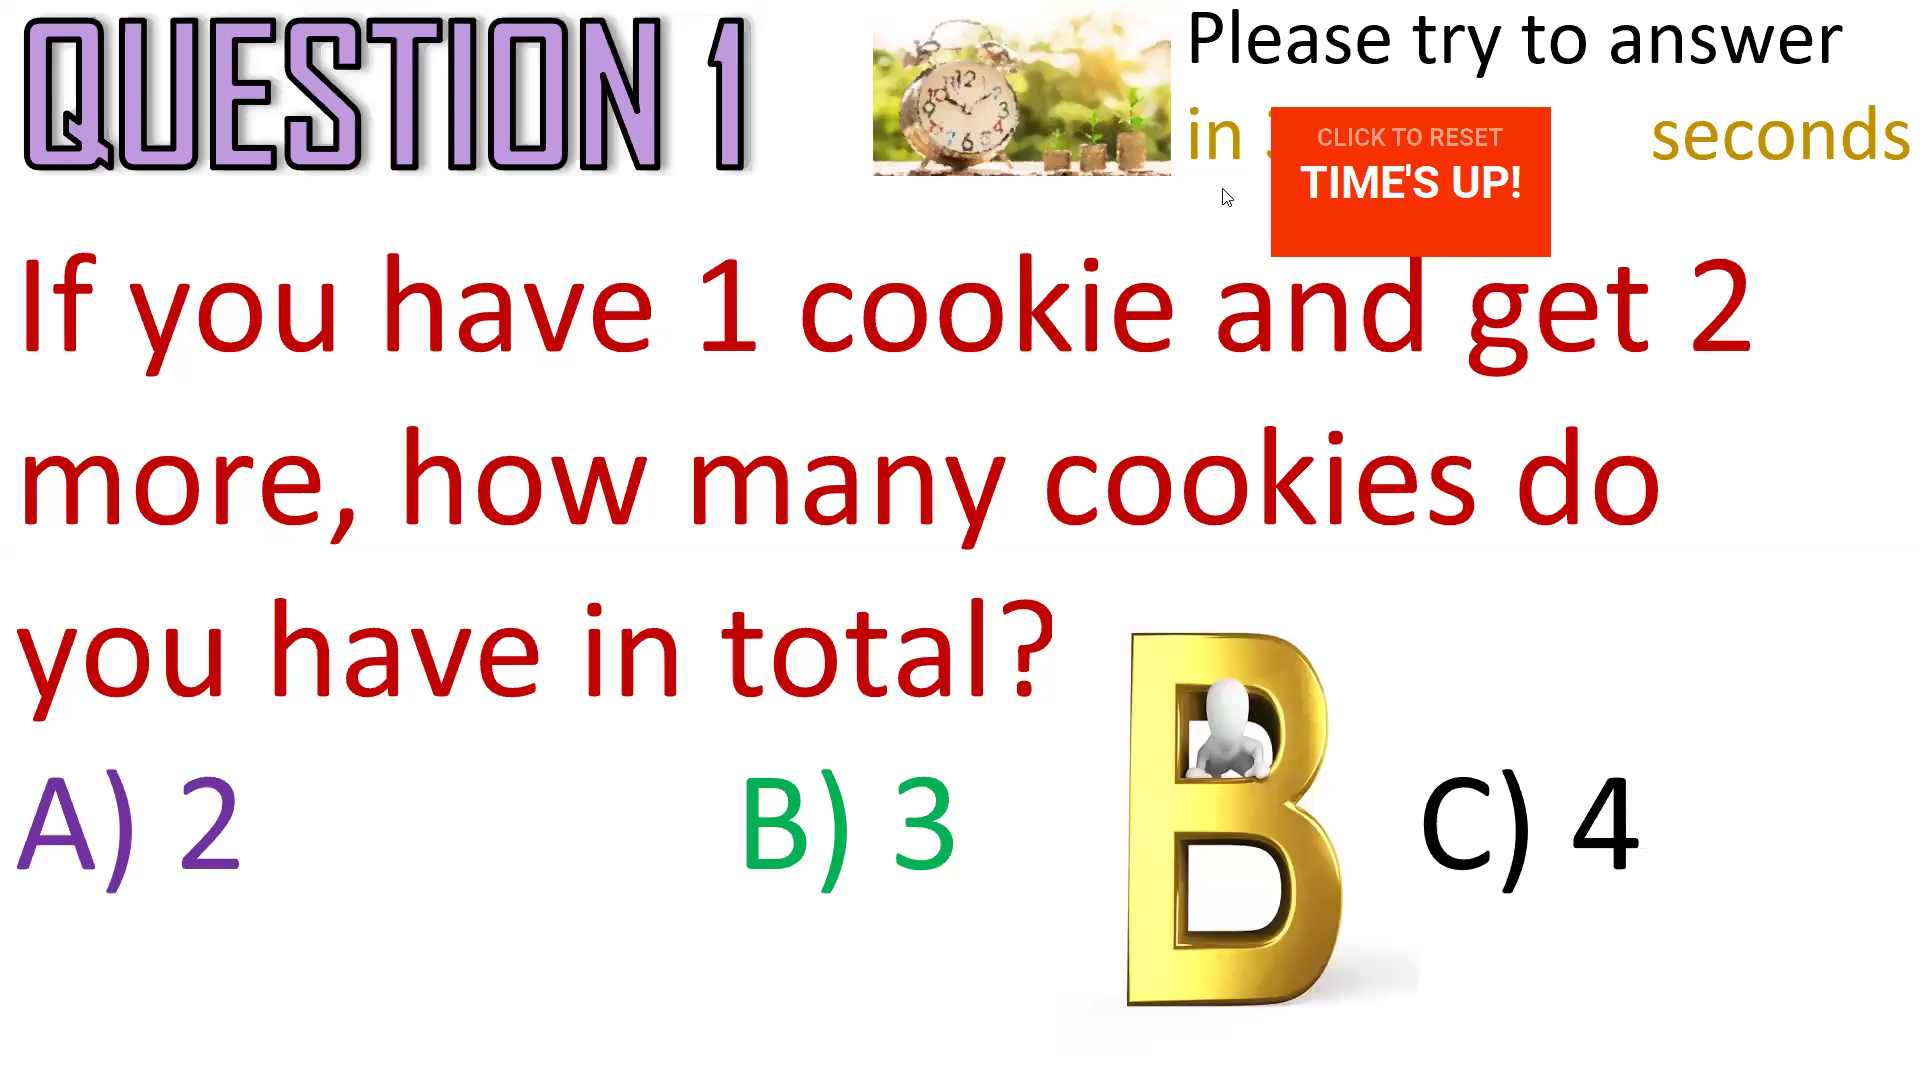 QUESTION 1
Please try to answer
in seconds
CLICK TO RESET
TIME'S UP!
If you have 1 cookie and get 2
more, how many cookies do
you have in total?
A) 2 B) 3 C) 4
B